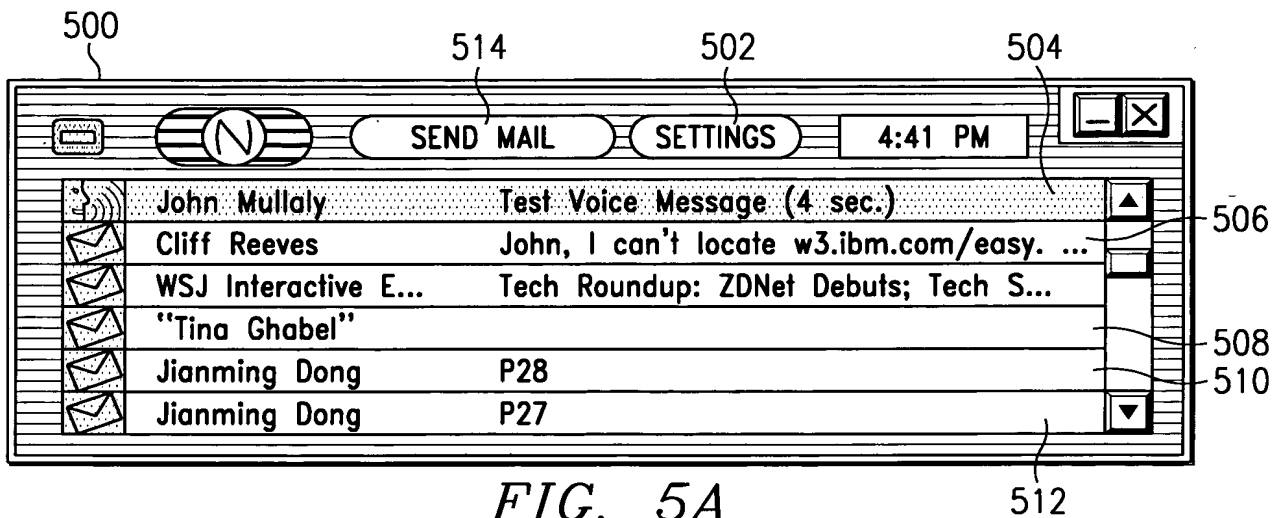 500
514 502 504
N SEND MAIL SETTINGS 4:41 PM
John Mullaly Test Voice Message (4 sec.)
506
Cliff Reeves John, I can't locate w3.ibm.com/easy. ...
WSJ Interactive E... Tech Roundup: ZDNet Debuts; Tech S...
"Tina Ghabel"
508
Jianming Dong P28
510
Jianming Dong P27
512
FIG. 5A